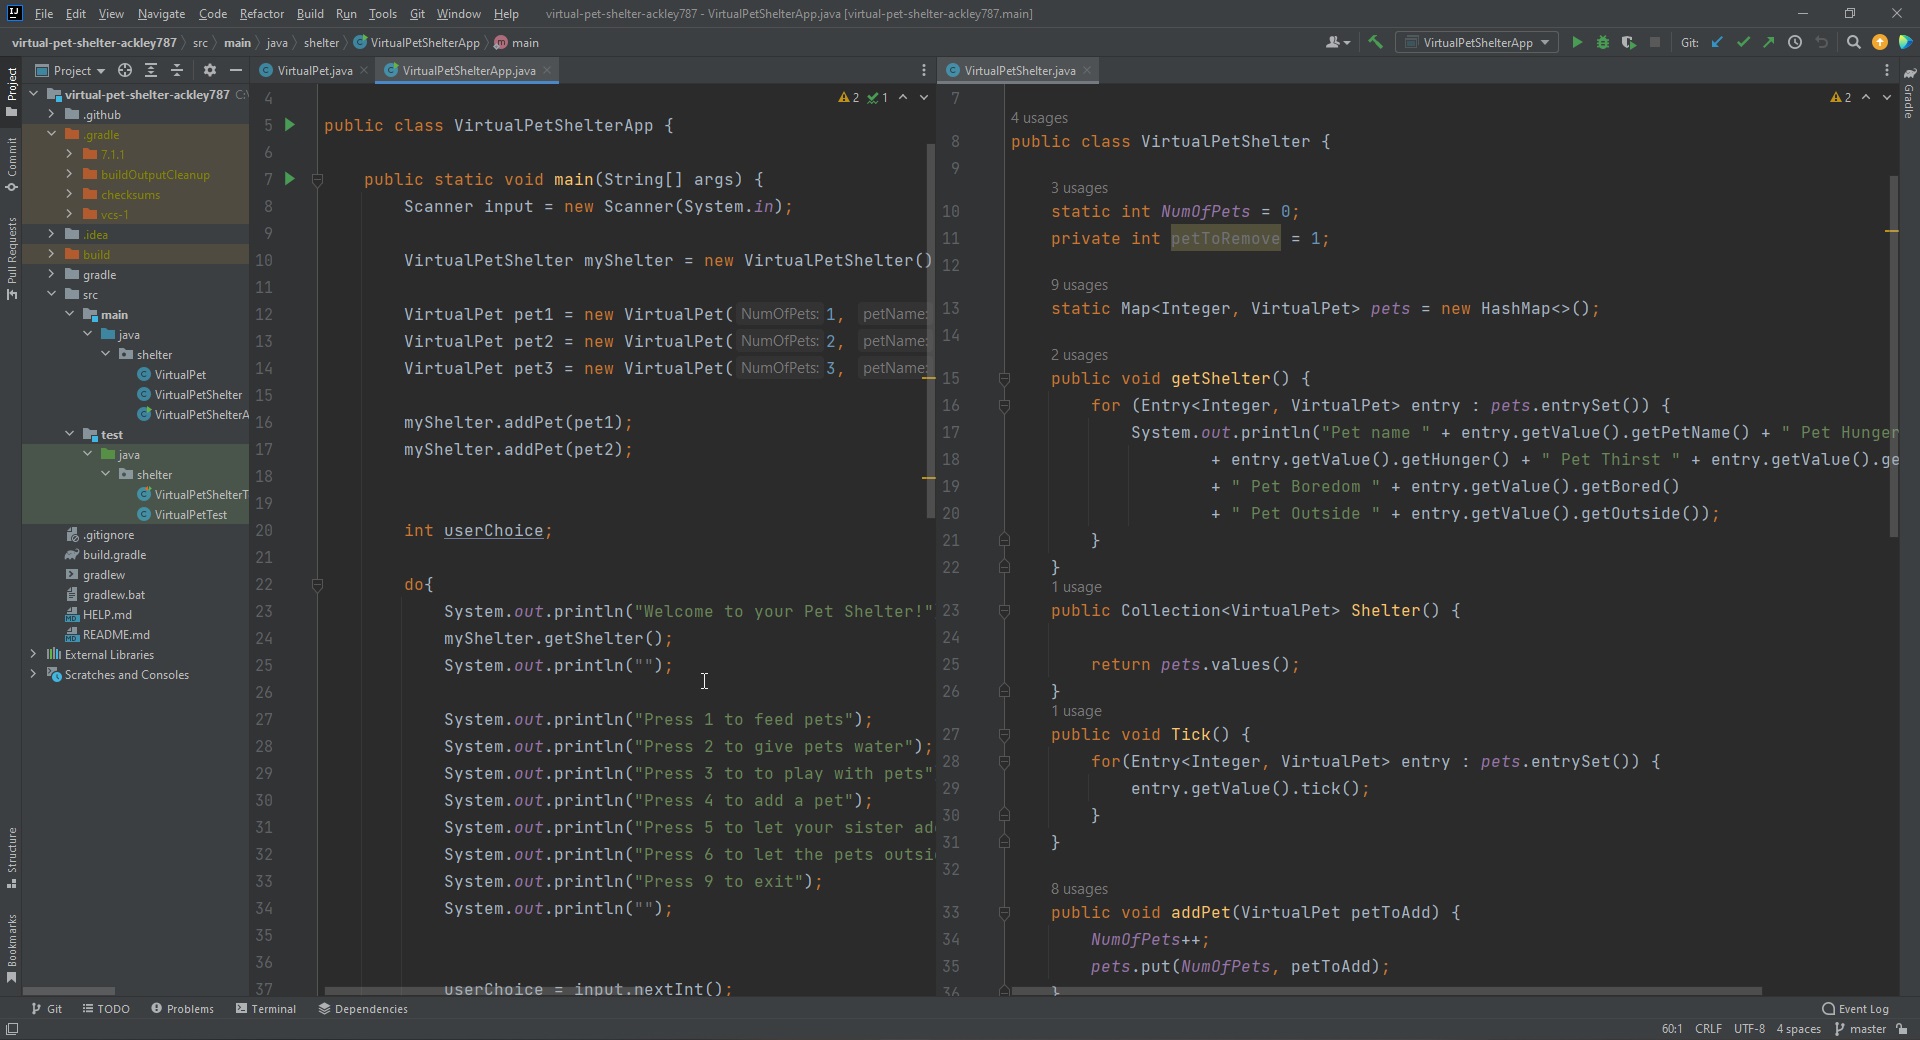 File Edit View Navigate Code Refactor Build Run Tools Git Window Help virtual-pet-shelter-ackley787 - VirtualPetShelterApp.java [virtual-pet-shelter-ackley787.main]
virtual-pet-shelter-ackley787 src main java shelter VirtualPetShelterApp main VirtualPetShelterApp Git:
Project VirtualPet.java VirtualPetShelterApp.java VirtualPetShelter.java
Project
Commit
Pull Requests
Structure
Bookmarks
virtual-pet-shelter-ackley787 C:\
.github
.gradle
7.1.1
buildOutputCleanup
checksums
vcs-1
.idea
build
gradle
src
main
java
shelter
VirtualPet
VirtualPetShelter
VirtualPetShelterA
test
java
shelter
VirtualPetShelterT
VirtualPetTest
.gitignore
build.gradle
gradlew
gradlew.bat
HELP.md
README.md
External Libraries
Scratches and Consoles
2 1
4
5 public class VirtualPetShelterApp {
6
7 public static void main(String[] args) {
8 Scanner input = new Scanner(System.in);
9
10 VirtualPetShelter myShelter = new VirtualPetShelter()
11
12 VirtualPet pet1 = new VirtualPet( NumOfPets: 1, petName:
13 VirtualPet pet2 = new VirtualPet( NumOfPets: 2, petName:
14 VirtualPet pet3 = new VirtualPet( NumOfPets: 3, petName:
15
16 myShelter.addPet(pet1);
17 myShelter.addPet(pet2);
18
19
20 int userChoice;
21
22 do{
23 System.out.println("Welcome to your Pet Shelter!"
24 myShelter.getShelter();
25 System.out.println("");
26
27 System.out.println("Press 1 to feed pets");
28 System.out.println("Press 2 to give pets water");
29 System.out.println("Press 3 to to play with pets"
30 System.out.println("Press 4 to add a pet");
31 System.out.println("Press 5 to let your sister ad
32 System.out.println("Press 6 to let the pets outsi
33 System.out.println("Press 9 to exit");
34 System.out.println("");
35
36
37 userChoice = input.nextInt();
2
7
4 usages
8 public class VirtualPetShelter {
9
3 usages
10 static int NumOfPets = 0;
11 private int petToRemove = 1;
12
9 usages
13 static Map<Integer, VirtualPet> pets = new HashMap<>();
14
2 usages
15 public void getShelter() {
16 for (Entry<Integer, VirtualPet> entry : pets.entrySet()) {
17 System.out.println("Pet name " + entry.getValue().getPetName() + " Pet Hunger
18 + entry.getValue().getHunger() + " Pet Thirst " + entry.getValue().ge
19 + " Pet Boredom " + entry.getValue().getBored()
20 + " Pet Outside " + entry.getValue().getOutside());
21 }
22 }
1 usage
23 public Collection<VirtualPet> Shelter() {
24
25 return pets.values();
26 }
1 usage
27 public void Tick() {
28 for(Entry<Integer, VirtualPet> entry : pets.entrySet()) {
29 entry.getValue().tick();
30 }
31 }
32
8 usages
33 public void addPet(VirtualPet petToAdd) {
34 NumOfPets++;
35 pets.put(NumOfPets, petToAdd);
36 }
Gradle
Git TODO Problems Terminal Dependencies Event Log
60:1 CRLF UTF-8 4 spaces master